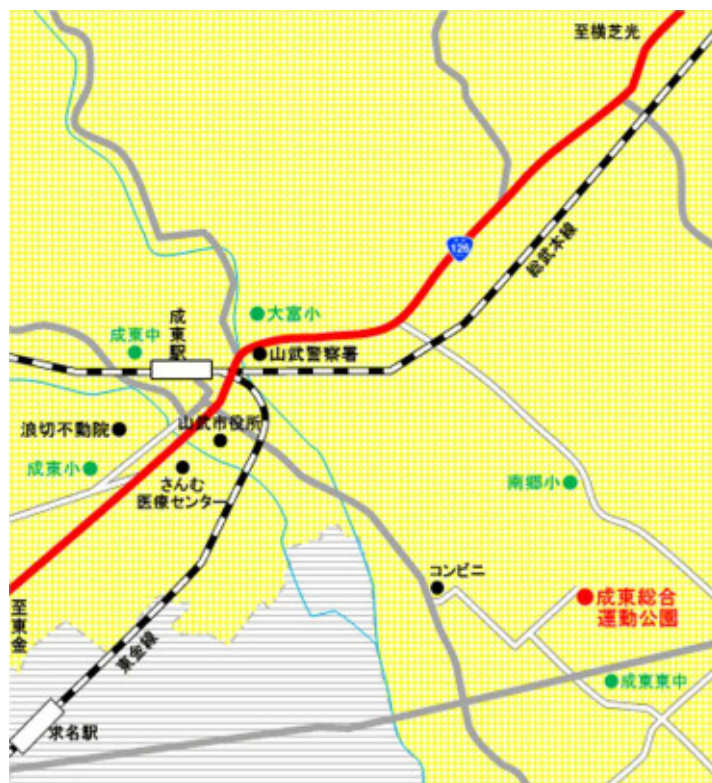 至横芝光
126
総武本線
大富小
成東駅
成東中
山武警察署
浪切不動院
山武市役所
成東小
さんむ
医療センター
南郷小
コンビニ
成東総合
運動公園
至東金
東金線
成東東中
求名駅